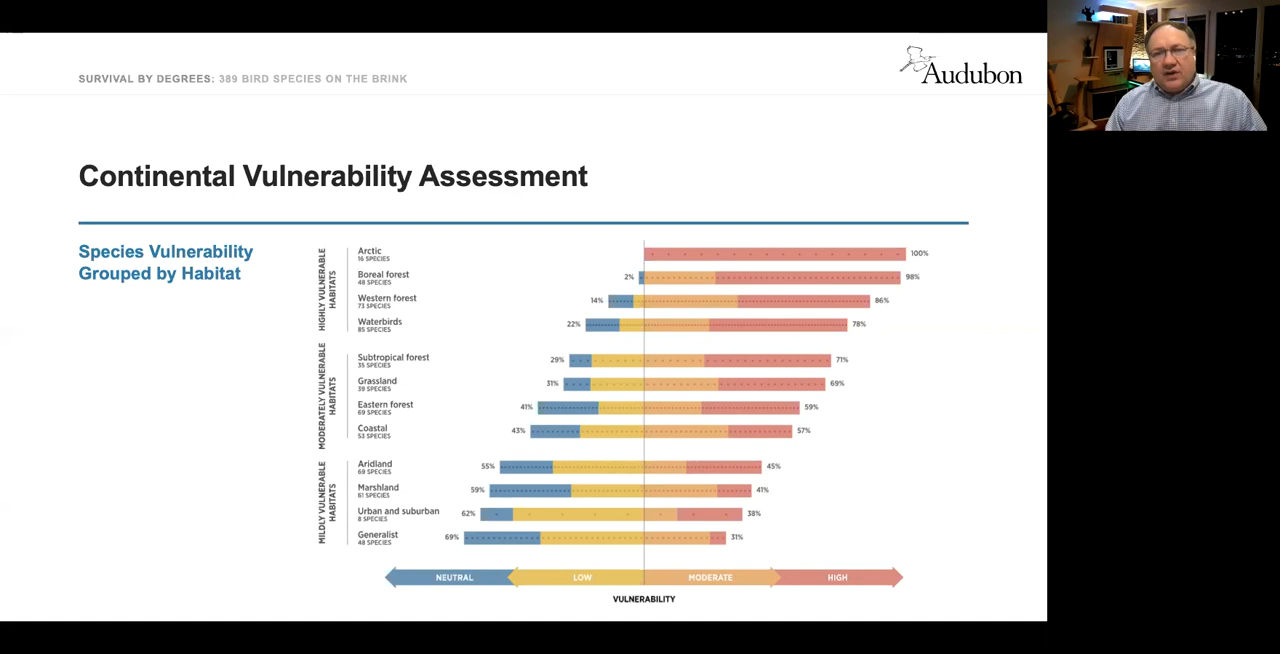 SURVIVAL BY DEGREES: 389 BIRD SPECIES ON THE BRINK
Audubon
Continental Vulnerability Assessment
Species Vulnerability
Grouped by Habitat
HIGHLY VULNERABLE
HABITATS
Arctic
16 SPECIES
100%
Boreal forest
48 SPECIES
2%
98%
Western forest
73 SPECIES
14%
86%
Waterbirds
85 SPECIES
22%
78%
MODERATELY VULNERABLE
HABITATS
Subtropical forest
35 SPECIES
29%
71%
Grassland
39 SPECIES
31%
69%
Eastern forest
69 SPECIES
41%
59%
Coastal
53 SPECIES
43%
57%
MILDLY VULNERABLE
HABITATS
Aridland
69 SPECIES
55%
45%
Marshland
61 SPECIES
59%
41%
Urban and suburban
8 SPECIES
62%
38%
Generalist
48 SPECIES
69%
31%
NEUTRAL
LOW
MODERATE
HIGH
VULNERABILITY